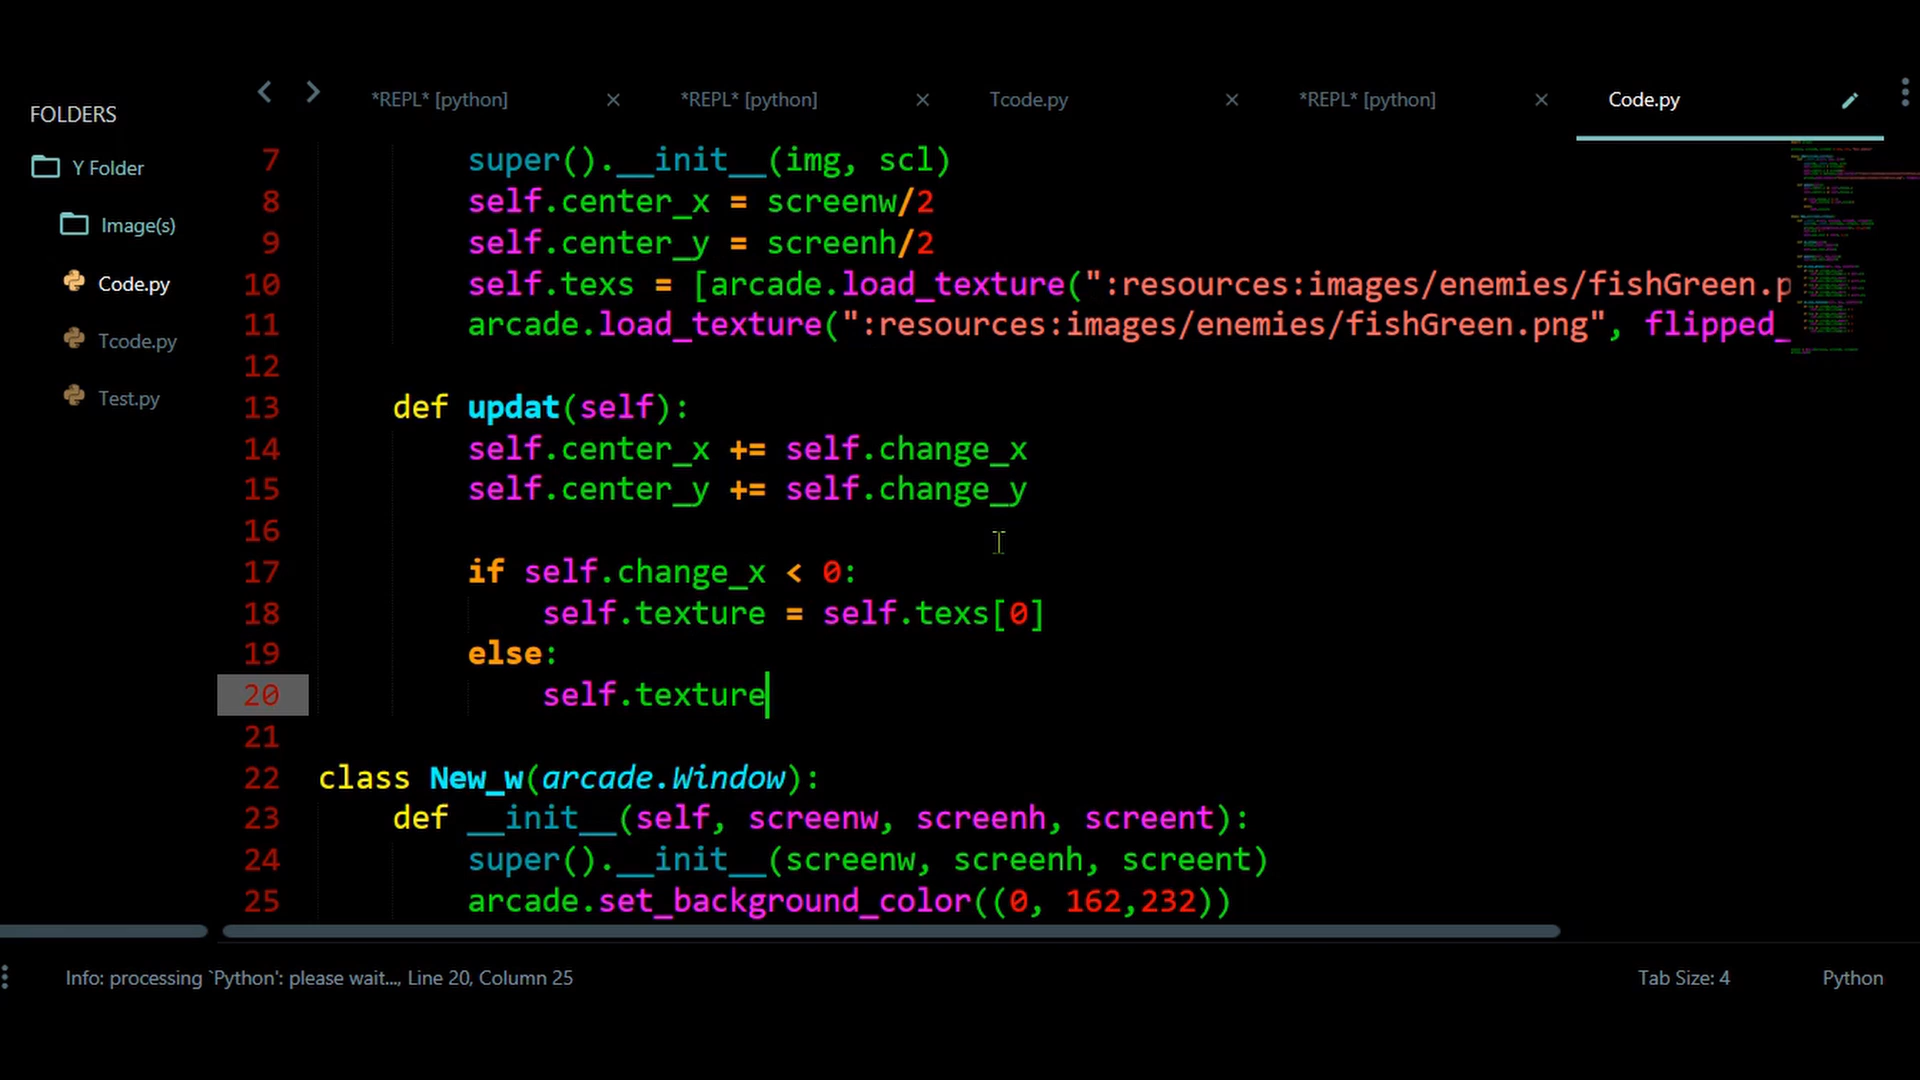 *REPL* [python]
*REPL* [python]
Tcode.py
*REPL* [python]
Code.py
FOLDERS
Y Folder
Image(s)
Code.py
Tcode.py
Test.py
7 super().__init__(img, scl)
8 self.center_x = screenw/2
9 self.center_y = screenh/2
10 self.texs = [arcade.load_texture(":resources:images/enemies/fishGreen.p
11 arcade.load_texture(":resources:images/enemies/fishGreen.png", flipped_
12
13 def updat(self):
14 self.center_x += self.change_x
15 self.center_y += self.change_y
16
17 if self.change_x < 0:
18 self.texture = self.texs[0]
19 else:
20 self.texture
21
22 class New_w(arcade.Window):
23 def __init__(self, screenw, screenh, screent):
24 super().__init__(screenw, screenh, screent)
25 arcade.set_background_color((0, 162,232))
Info: processing `Python': please wait..., Line 20, Column 25
Tab Size: 4
Python